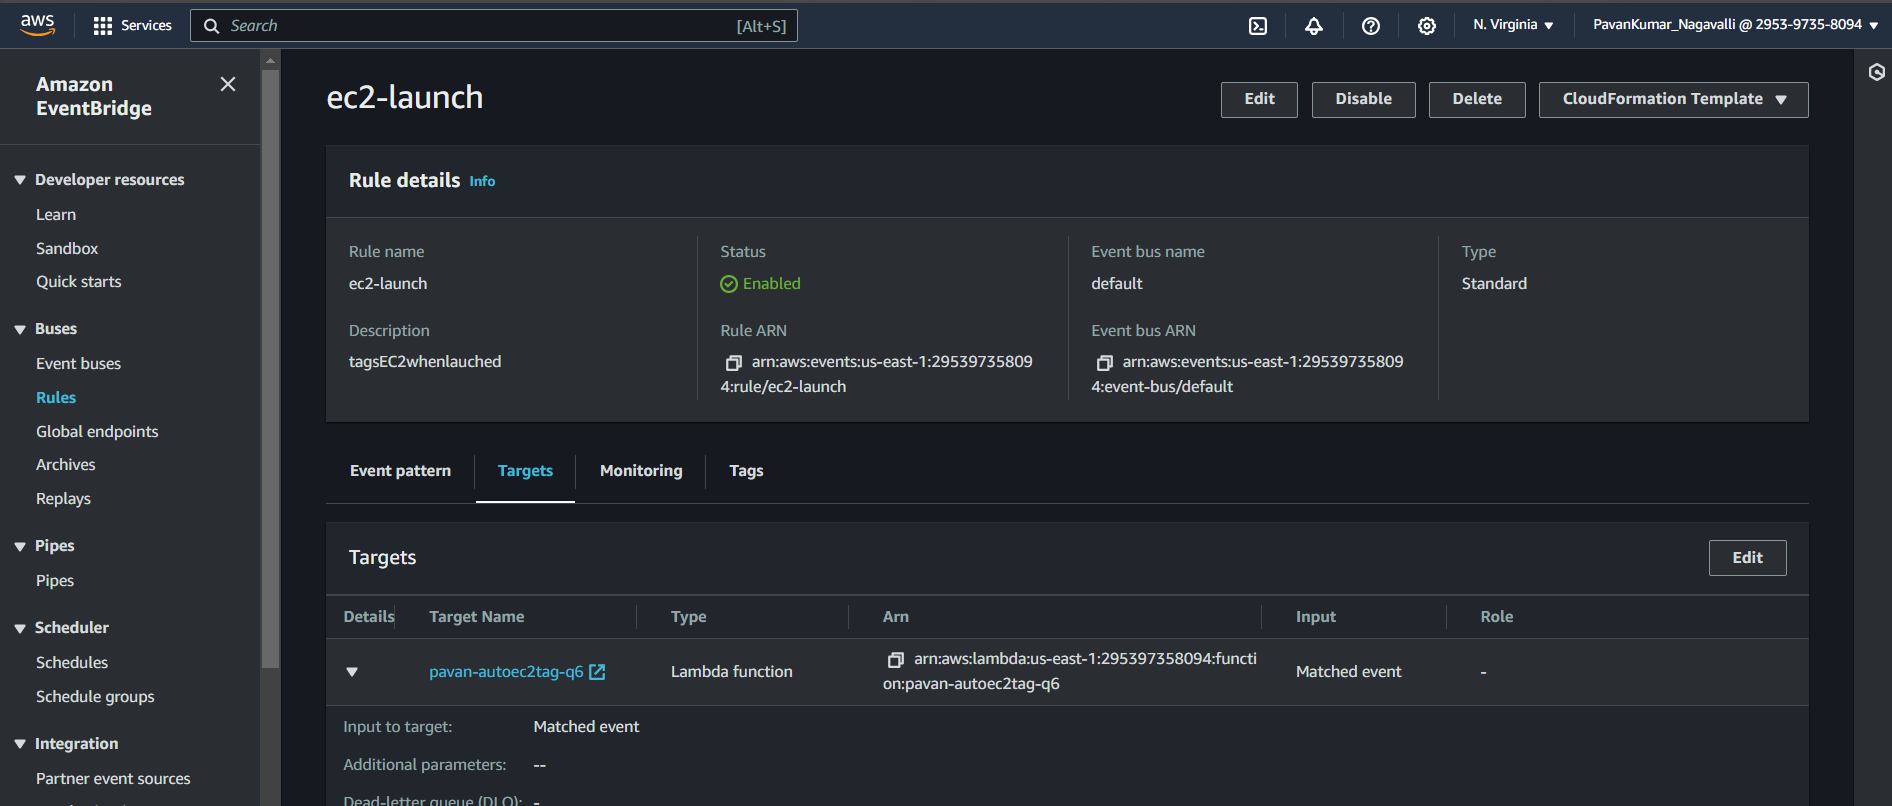 aws
Services
Search
[Alt+S]
N. Virginia
PavanKumar_Nagavalli @ 2953-9735-8094
Amazon
EventBridge
Developer resources
Learn
Sandbox
Quick starts
Buses
Event buses
Rules
Global endpoints
Archives
Replays
Pipes
Pipes
Scheduler
Schedules
Schedule groups
Integration
Partner event sources
ec2-launch
Edit
Disable
Delete
CloudFormation Template
Rule details Info
Rule name
ec2-launch
Description
tagsEC2whenlauched
Status
Enabled
Rule ARN
arn:aws:events:us-east-1:29539735809
4:rule/ec2-launch
Event bus name
default
Event bus ARN
arn:aws:events:us-east-1:29539735809
4:event-bus/default
Type
Standard
Event pattern
Targets
Monitoring
Tags
Targets
Edit
Details
Target Name
Type
Arn
Input
Role
pavan-autoec2tag-q6
Lambda function
arn:aws:lambda:us-east-1:295397358094:functi
on:pavan-autoec2tag-q6
Matched event
-
Input to target: Matched event
Additional parameters: --
Dead-letter queue (DLQ): -